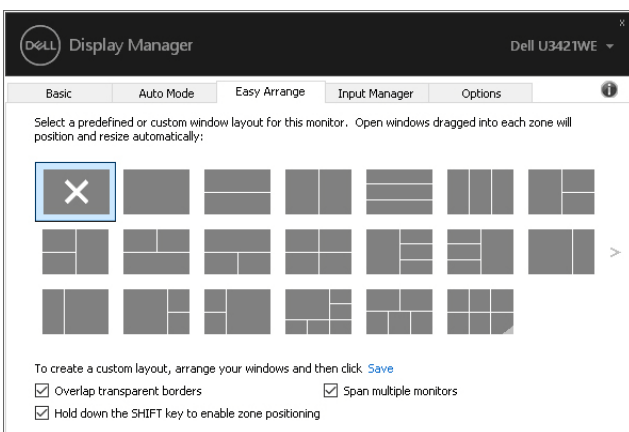 x
DELL Display Manager Dell U3421WE
Basic Auto Mode Easy Arrange Input Manager Options i
Select a predefined or custom window layout for this monitor. Open windows dragged into each zone will
position and resize automatically:
>
To create a custom layout, arrange your windows and then click Save
Overlap transparent borders Span multiple monitors
Hold down the SHIFT key to enable zone positioning